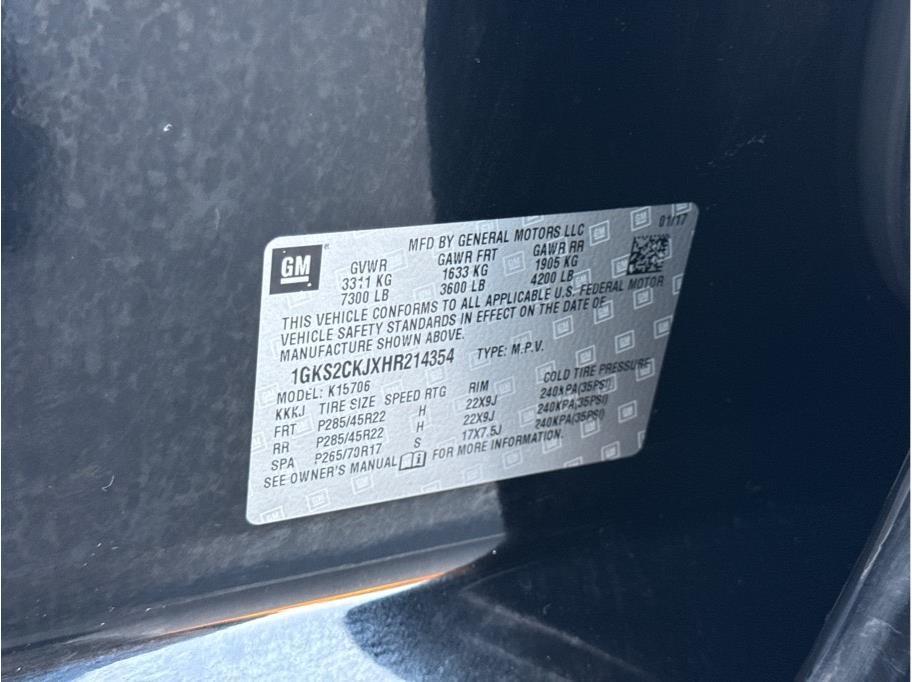 MFD BY GENERAL MOTORS LLC 01/17
GM GVWR GAWR FRT GAWR RR
3311 KG 1633 KG 1905 KG
7300 LB 3600 LB 4200 LB
THIS VEHICLE CONFORMS TO ALL APPLICABLE U.S. FEDERAL MOTOR
VEHICLE SAFETY STANDARDS IN EFFECT ON THE DATE OF
MANUFACTURE SHOWN ABOVE.
1GKS2CKJXHR214354 TYPE: M.P.V.
MODEL: K15706
KKKJ TIRE SIZE SPEED RTG RIM COLD TIRE PRESSURE
FRT P285/45R22 H 22X9J 240KPA(35PSI)
RR P285/45R22 H 22X9J 240KPA(35PSI)
SPA P265/70R17 S 17X7.5J 240KPA(35PSI)
SEE OWNER'S MANUAL FOR MORE INFORMATION.